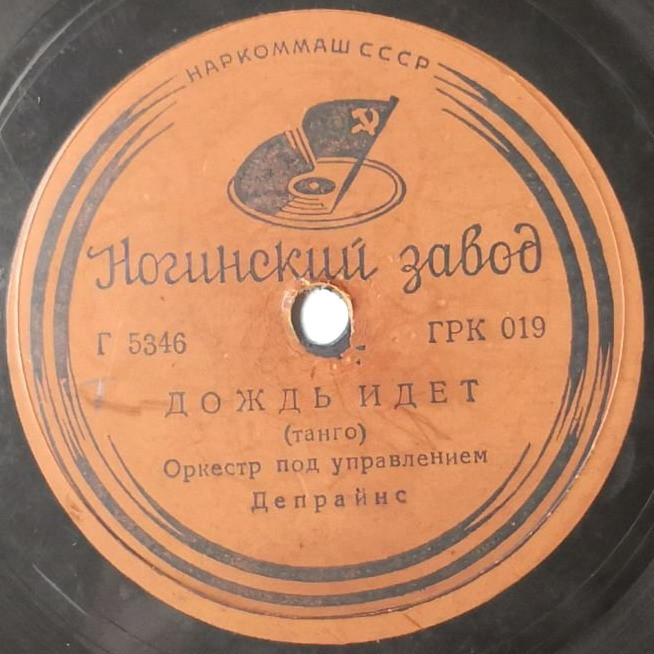 НАРКОММАШ СССР
Ногинский завод
Г 5346 ГРК 019
ДОЖДЬ ИДЕТ
(танго)
Оркестр под управлением
Депрайнс